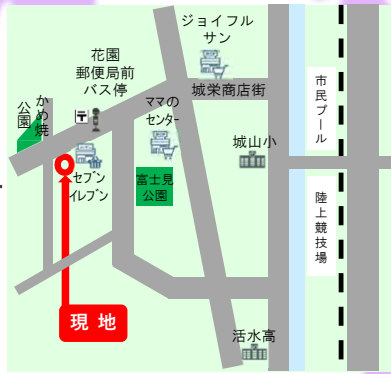 ジョイフル
サン
花園
郵便局前
バス停
ママの
センター
城栄商店街
市民プール
公園
かめ焼
〒
城山小
セブン
イレブン
富士見
公園
陸上競技場
現 地
活水高